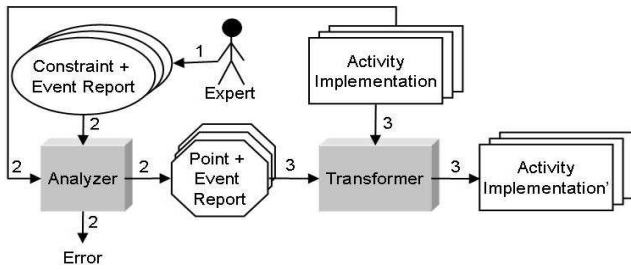 1
Constraint +
Event Report
Expert
Activity
Implementation
2
3
2
Analyzer
2
Point +
Event
Report
3
Transformer
3
Activity
Implementation'
2
Error